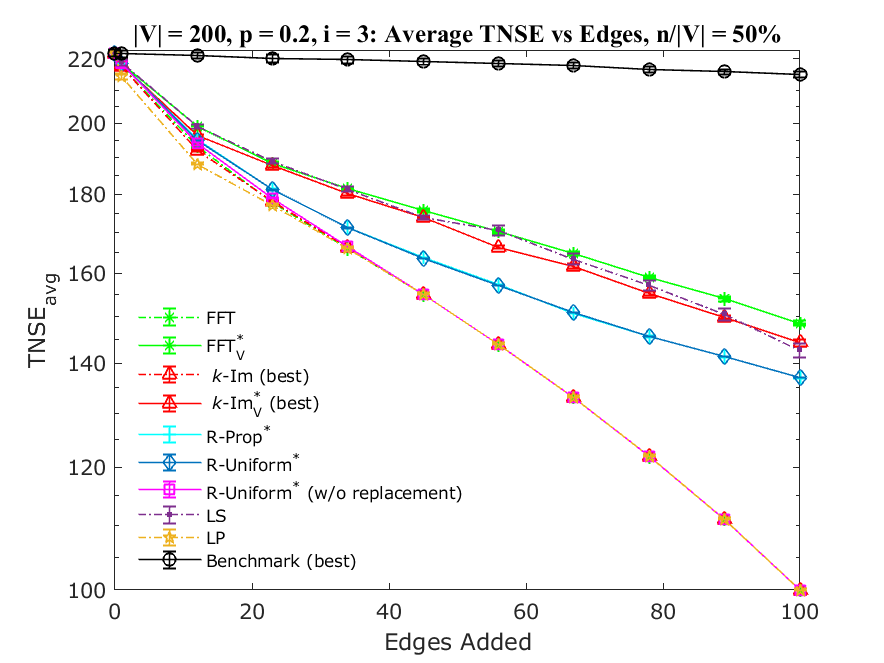 |V| = 200, p = 0.2, i = 3: Average TNSE vs Edges, n/|V| = 50%
220
200
180
160
140
120
100
TNSE_avg
FFT
FFT*_V
k-Im (best)
k-Im*_V (best)
R-Prop*
R-Uniform*
R-Uniform* (w/o replacement)
LS
LP
Benchmark (best)
0 20 40 60 80 100
Edges Added